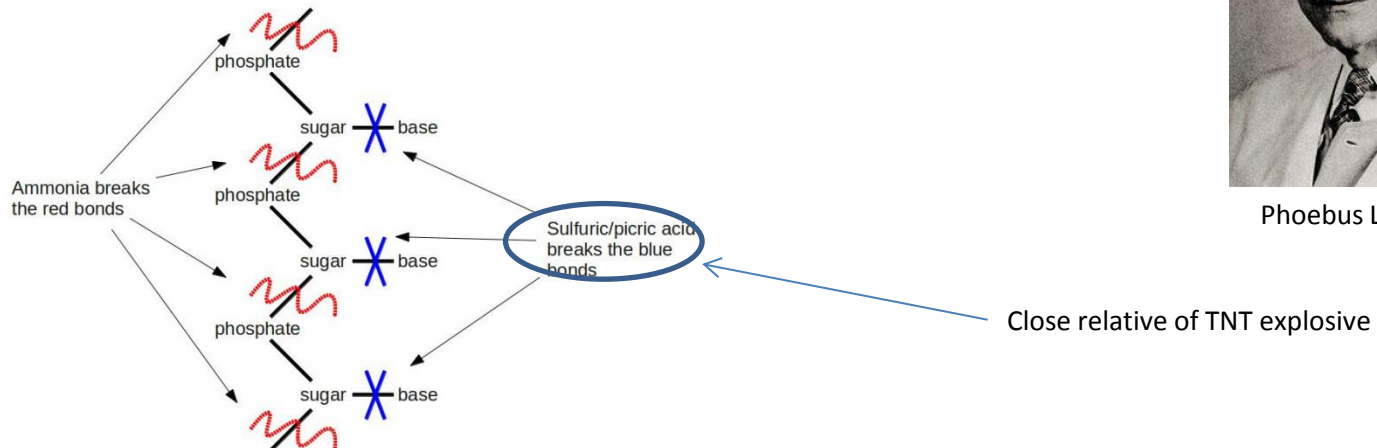 phosphate
sugar base
Ammonia breaks
the red bonds
phosphate
Sulfuric/picric acid
breaks the blue
bonds
sugar base
phosphate
sugar base
Phoebus L
Close relative of TNT explosive